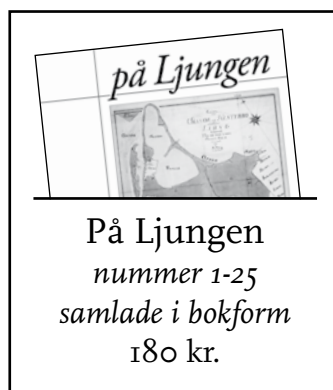 på Ljungen
På Ljungen
nummer 1-25
samlade i bokform
180 kr.